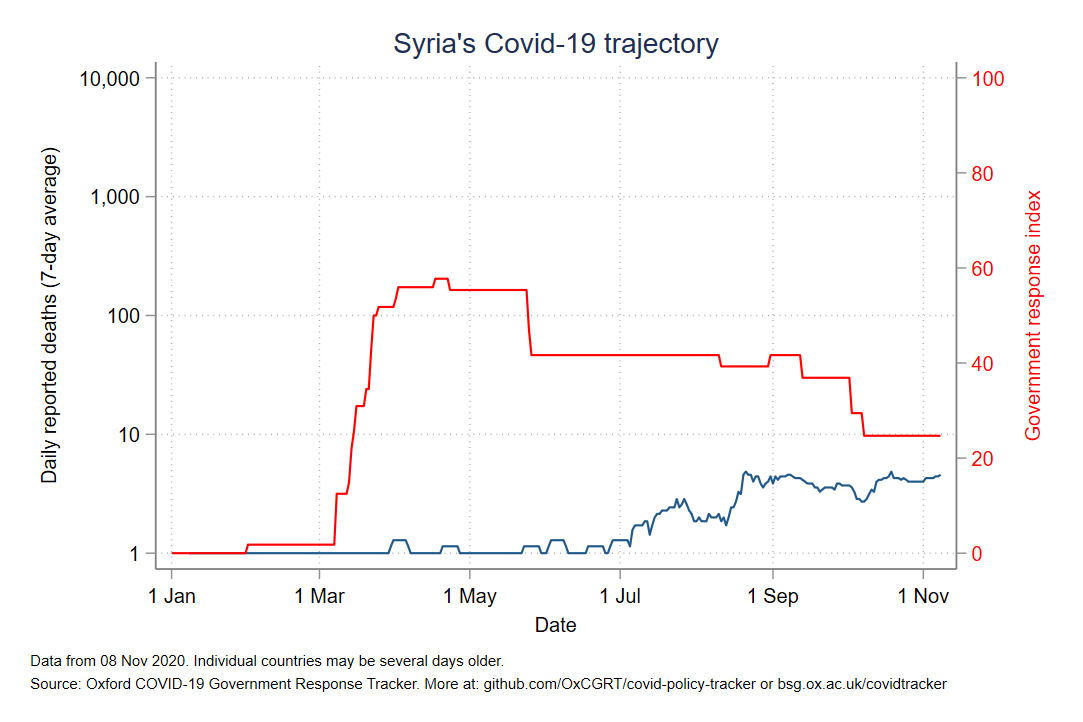 Syria's Covid-19 trajectory
10,000
1,000
100
10
1
Daily reported deaths (7-day average)
100
80
60
40
20
0
Government response index
1 Jan 1 Mar 1 May 1 Jul 1 Sep 1 Nov
Date
Data from 08 Nov 2020. Individual countries may be several days older.
Source: Oxford COVID-19 Government Response Tracker. More at: github.com/OxCGRT/covid-policy-tracker or bsg.ox.ac.uk/covidtracker